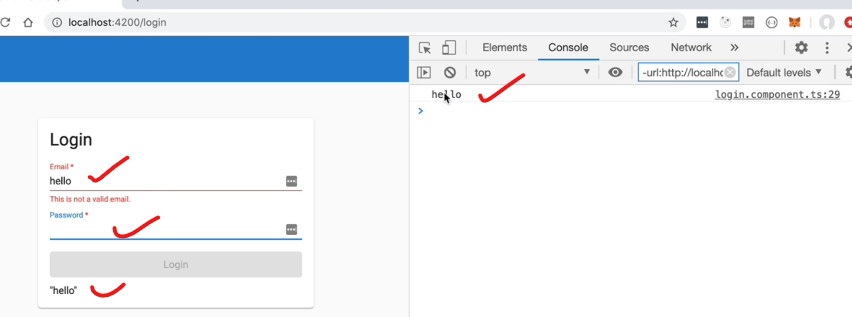 localhost:4200/login
Elements Console Sources Network »
top -url:http://localhc Default levels ▼
hello login.component.ts:29
>
Login
Email *
hello
This is not a valid email.
Password *
Login
"hello"